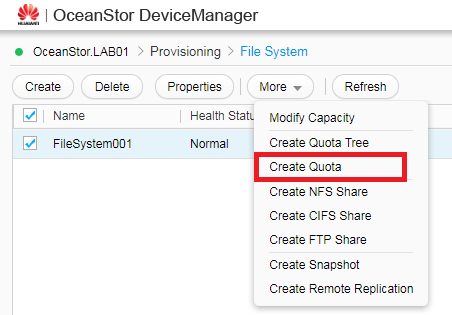 HUAWEI
OceanStor DeviceManager
OceanStor.LAB01 > Provisioning > File System
Create Delete Properties More Refresh
Name Health Statu
FileSystem001 Normal
Modify Capacity
Create Quota Tree
Create Quota
Create NFS Share
Create CIFS Share
Create FTP Share
Create Snapshot
Create Remote Replication